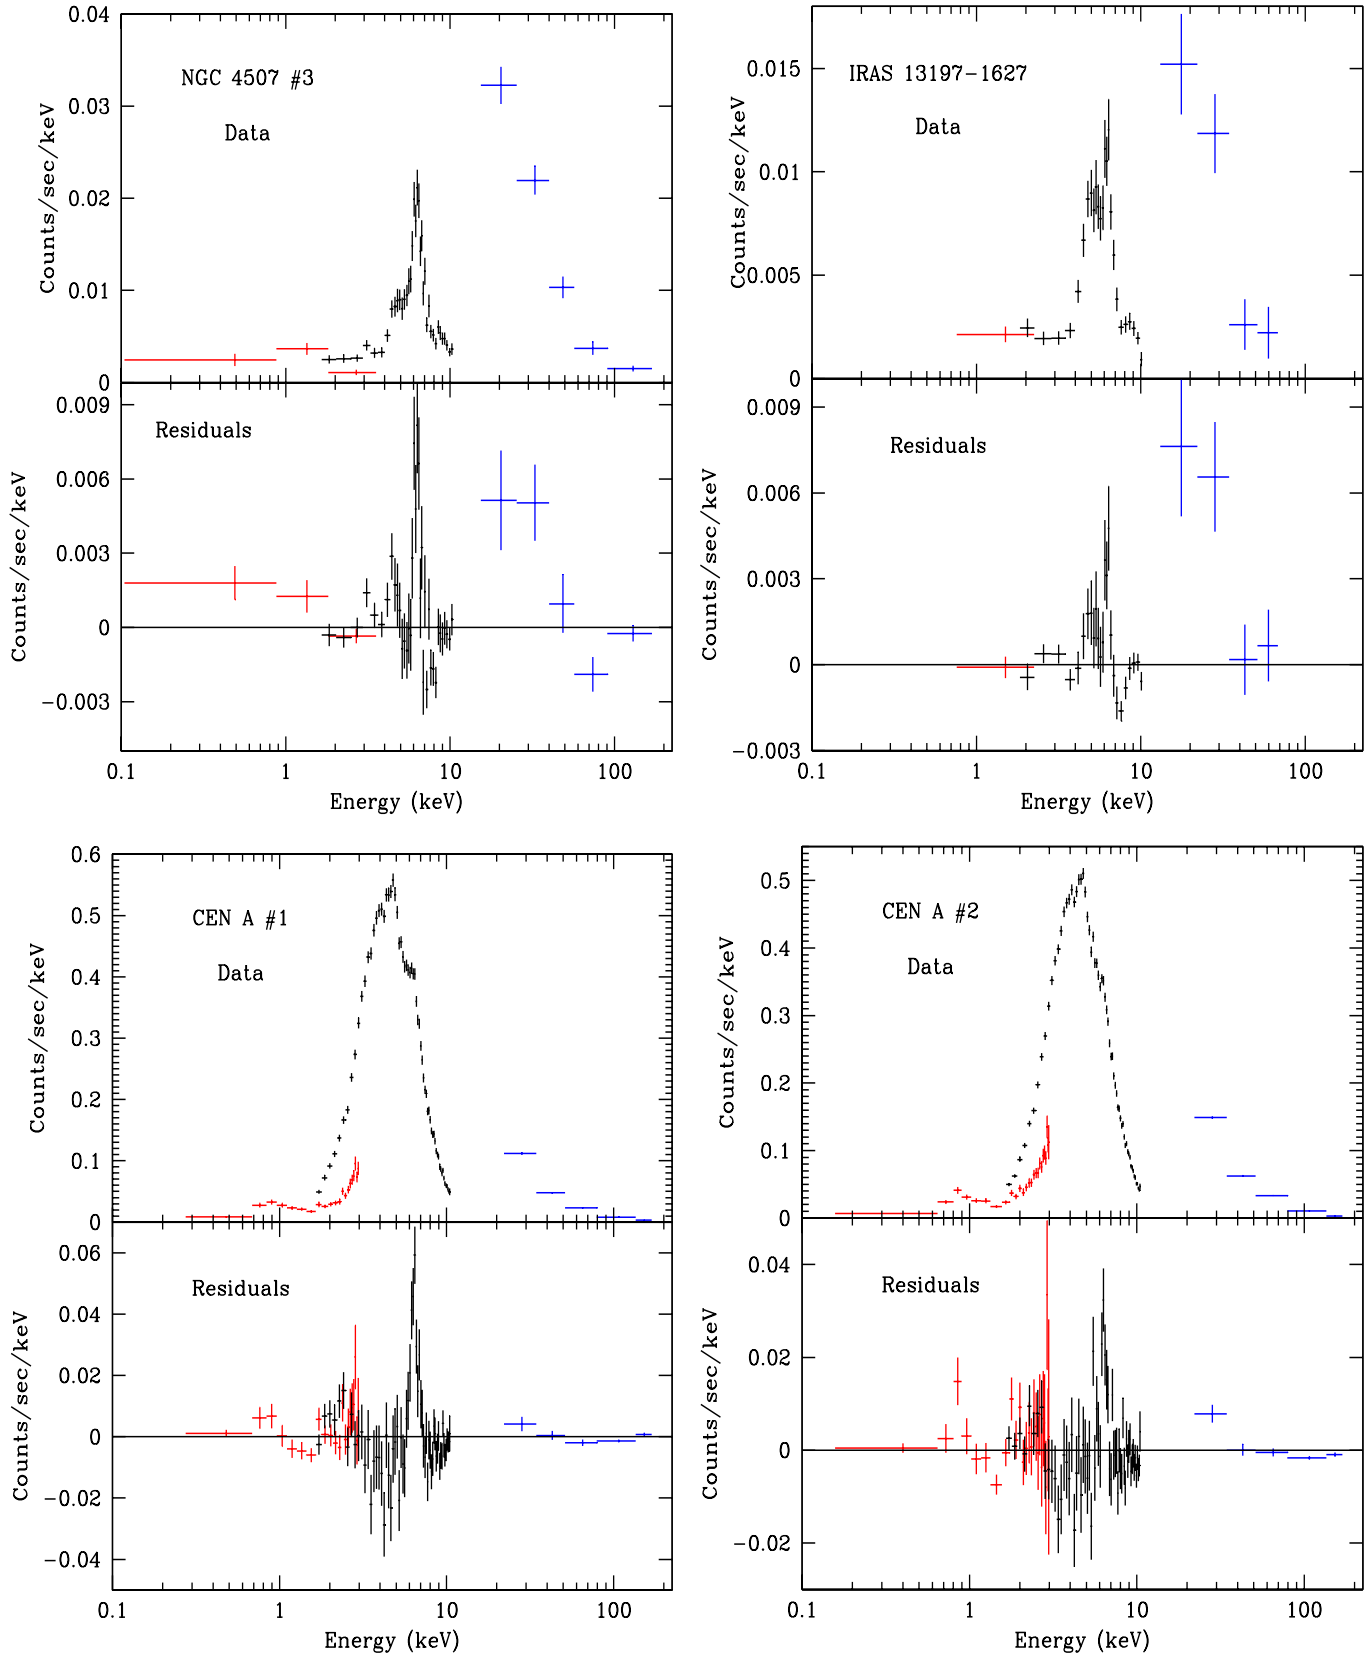 NGC 4507 #3
Data
Counts/sec/keV
0.04
0.03
0.02
0.01
0
Residuals
Counts/sec/keV
0.009
0.006
0.003
0
−0.003
0.1
1
10
100
Energy (keV)
IRAS 13197−1627
Data
Counts/sec/keV
0.015
0.01
0.005
0
Residuals
Counts/sec/keV
0.009
0.006
0.003
0
−0.003
0.1
1
10
100
Energy (keV)
CEN A #1
Data
Counts/sec/keV
0.6
0.5
0.4
0.3
0.2
0.1
0
Residuals
Counts/sec/keV
0.06
0.04
0.02
0
−0.02
−0.04
0.1
1
10
100
Energy (keV)
CEN A #2
Data
Counts/sec/keV
0.5
0.4
0.3
0.2
0.1
0
Residuals
Counts/sec/keV
0.04
0.02
0
−0.02
0.1
1
10
100
Energy (keV)